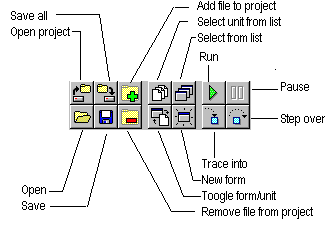 Add file to project
Save all
Select unit from list
Open project
Select from list
Run
Pause
Step over
Trace into
New form
Open
Toogle form/unit
Save
Remove file from project